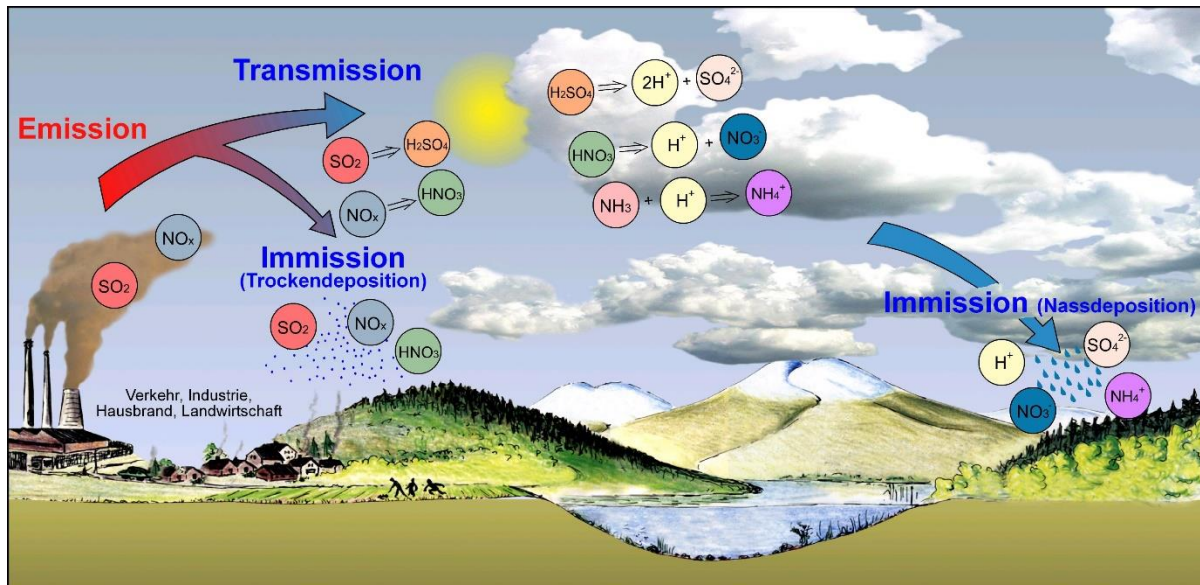 Transmission
Emission
H₂SO₄ ⇒ 2H⁺ + SO₄²⁻
SO₂ ⇒ H₂SO₄
HNO₃ ⇒ H⁺ + NO₃⁻
NOₓ ⇒ HNO₃
NH₃ + H⁺ ⇒ NH₄⁺
NOₓ
SO₂
Immission
(Trockendeposition)
SO₂
NOₓ
HNO₃
Immission (Nassdeposition)
H⁺
SO₄²⁻
NO₃⁻
NH₄⁺
Verkehr, Industrie,
Hausbrand, Landwirtschaft